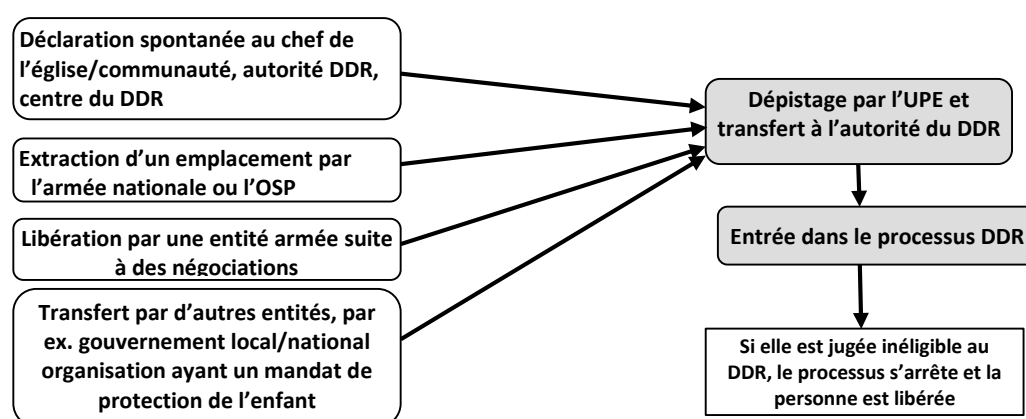 Déclaration spontanée au chef de
l’église/communauté, autorité DDR,
centre du DDR
Extraction d’un emplacement par
l’armée nationale ou l’OSP
Libération par une entité armée suite
à des négociations
Transfert par d’autres entités, par
ex. gouvernement local/national
organisation ayant un mandat de
protection de l’enfant
Dépistage par l’UPE et
transfert à l’autorité du DDR
Entrée dans le processus DDR
Si elle est jugée inéligible au
DDR, le processus s’arrête et la
personne est libérée